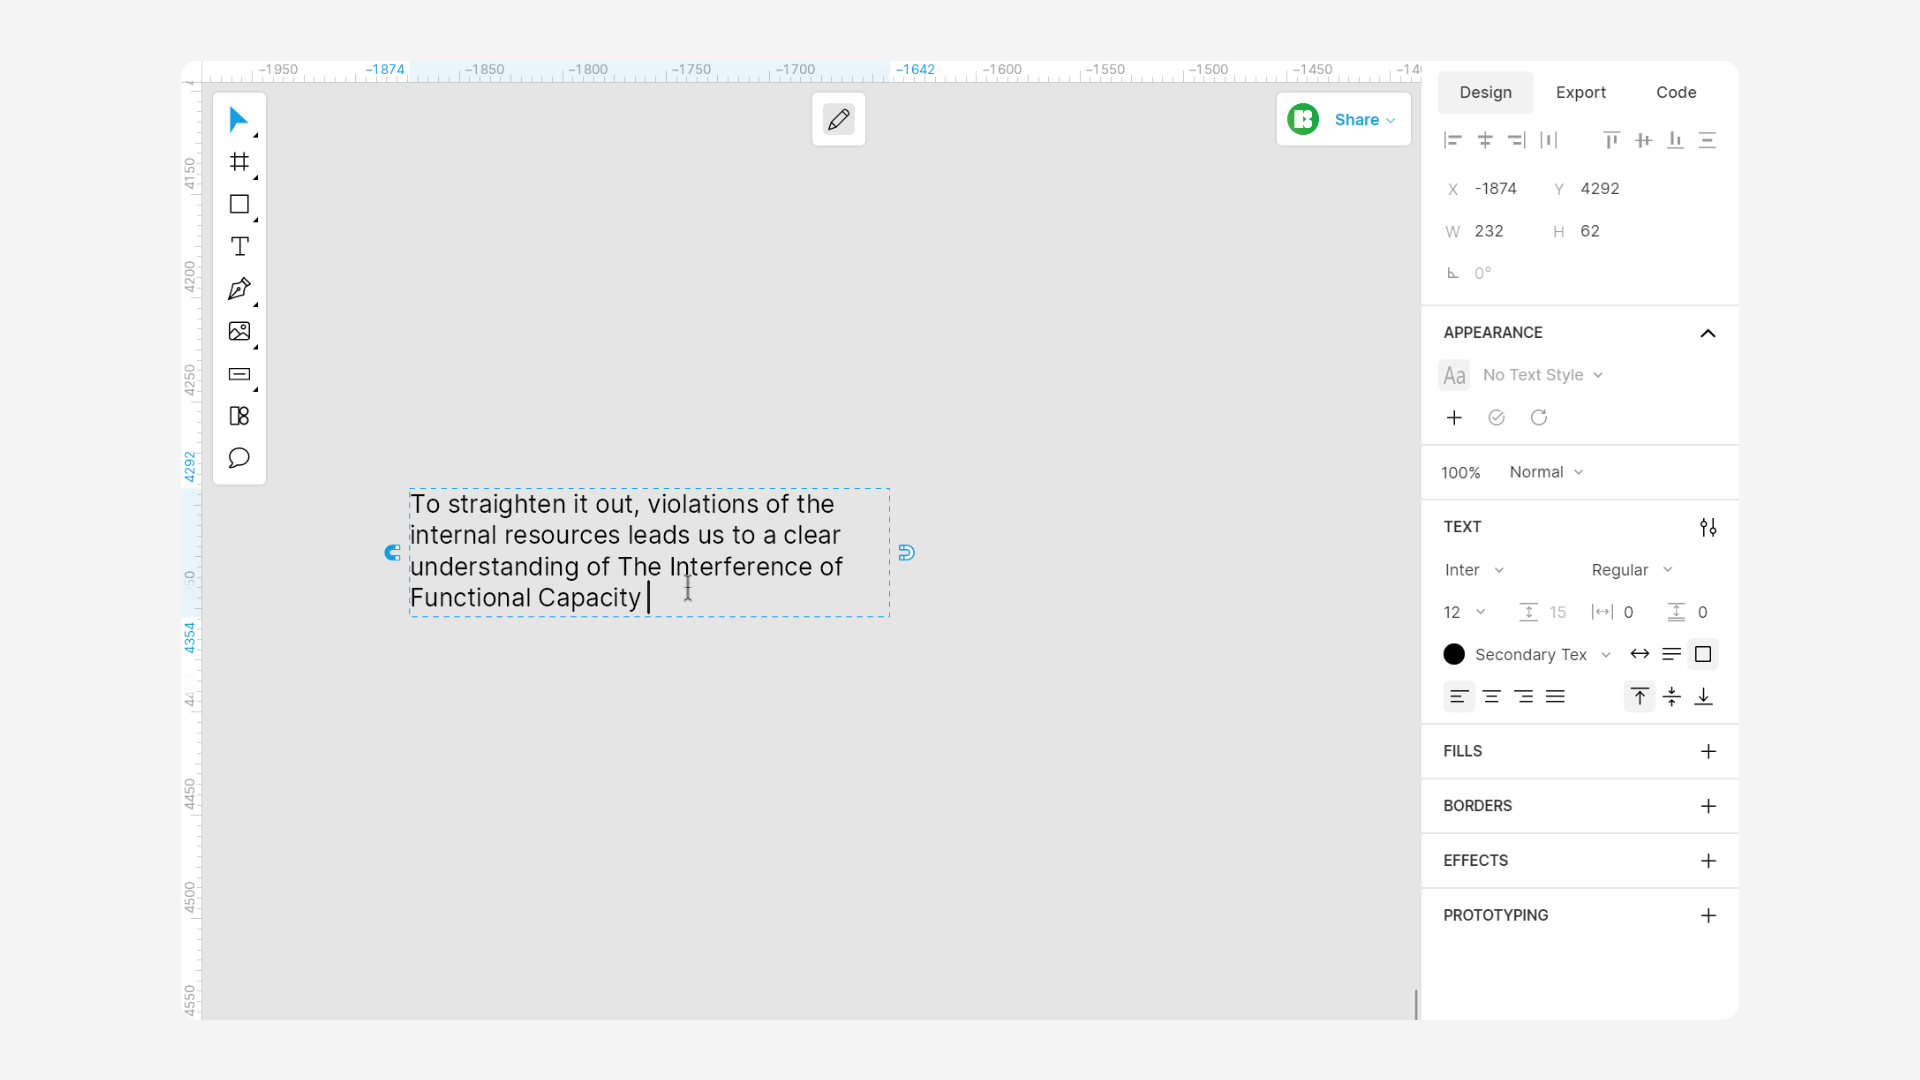 -1950
-1874
-1850
-1800
-1750
-1700
-1642
-1600
-1550
-1500
-1450
4150
4200
4250
4292
4354
4450
4500
4550
Share
To straighten it out, violations of the
internal resources leads us to a clear
understanding of The Interference of
Functional Capacity
Design Export Code
X -1874 Y 4292
W 232 H 62
0°
APPEARANCE
Aa No Text Style
100% Normal
TEXT
Inter Regular
12 15 0 0
Secondary Tex
FILLS
BORDERS
EFFECTS
PROTOTYPING